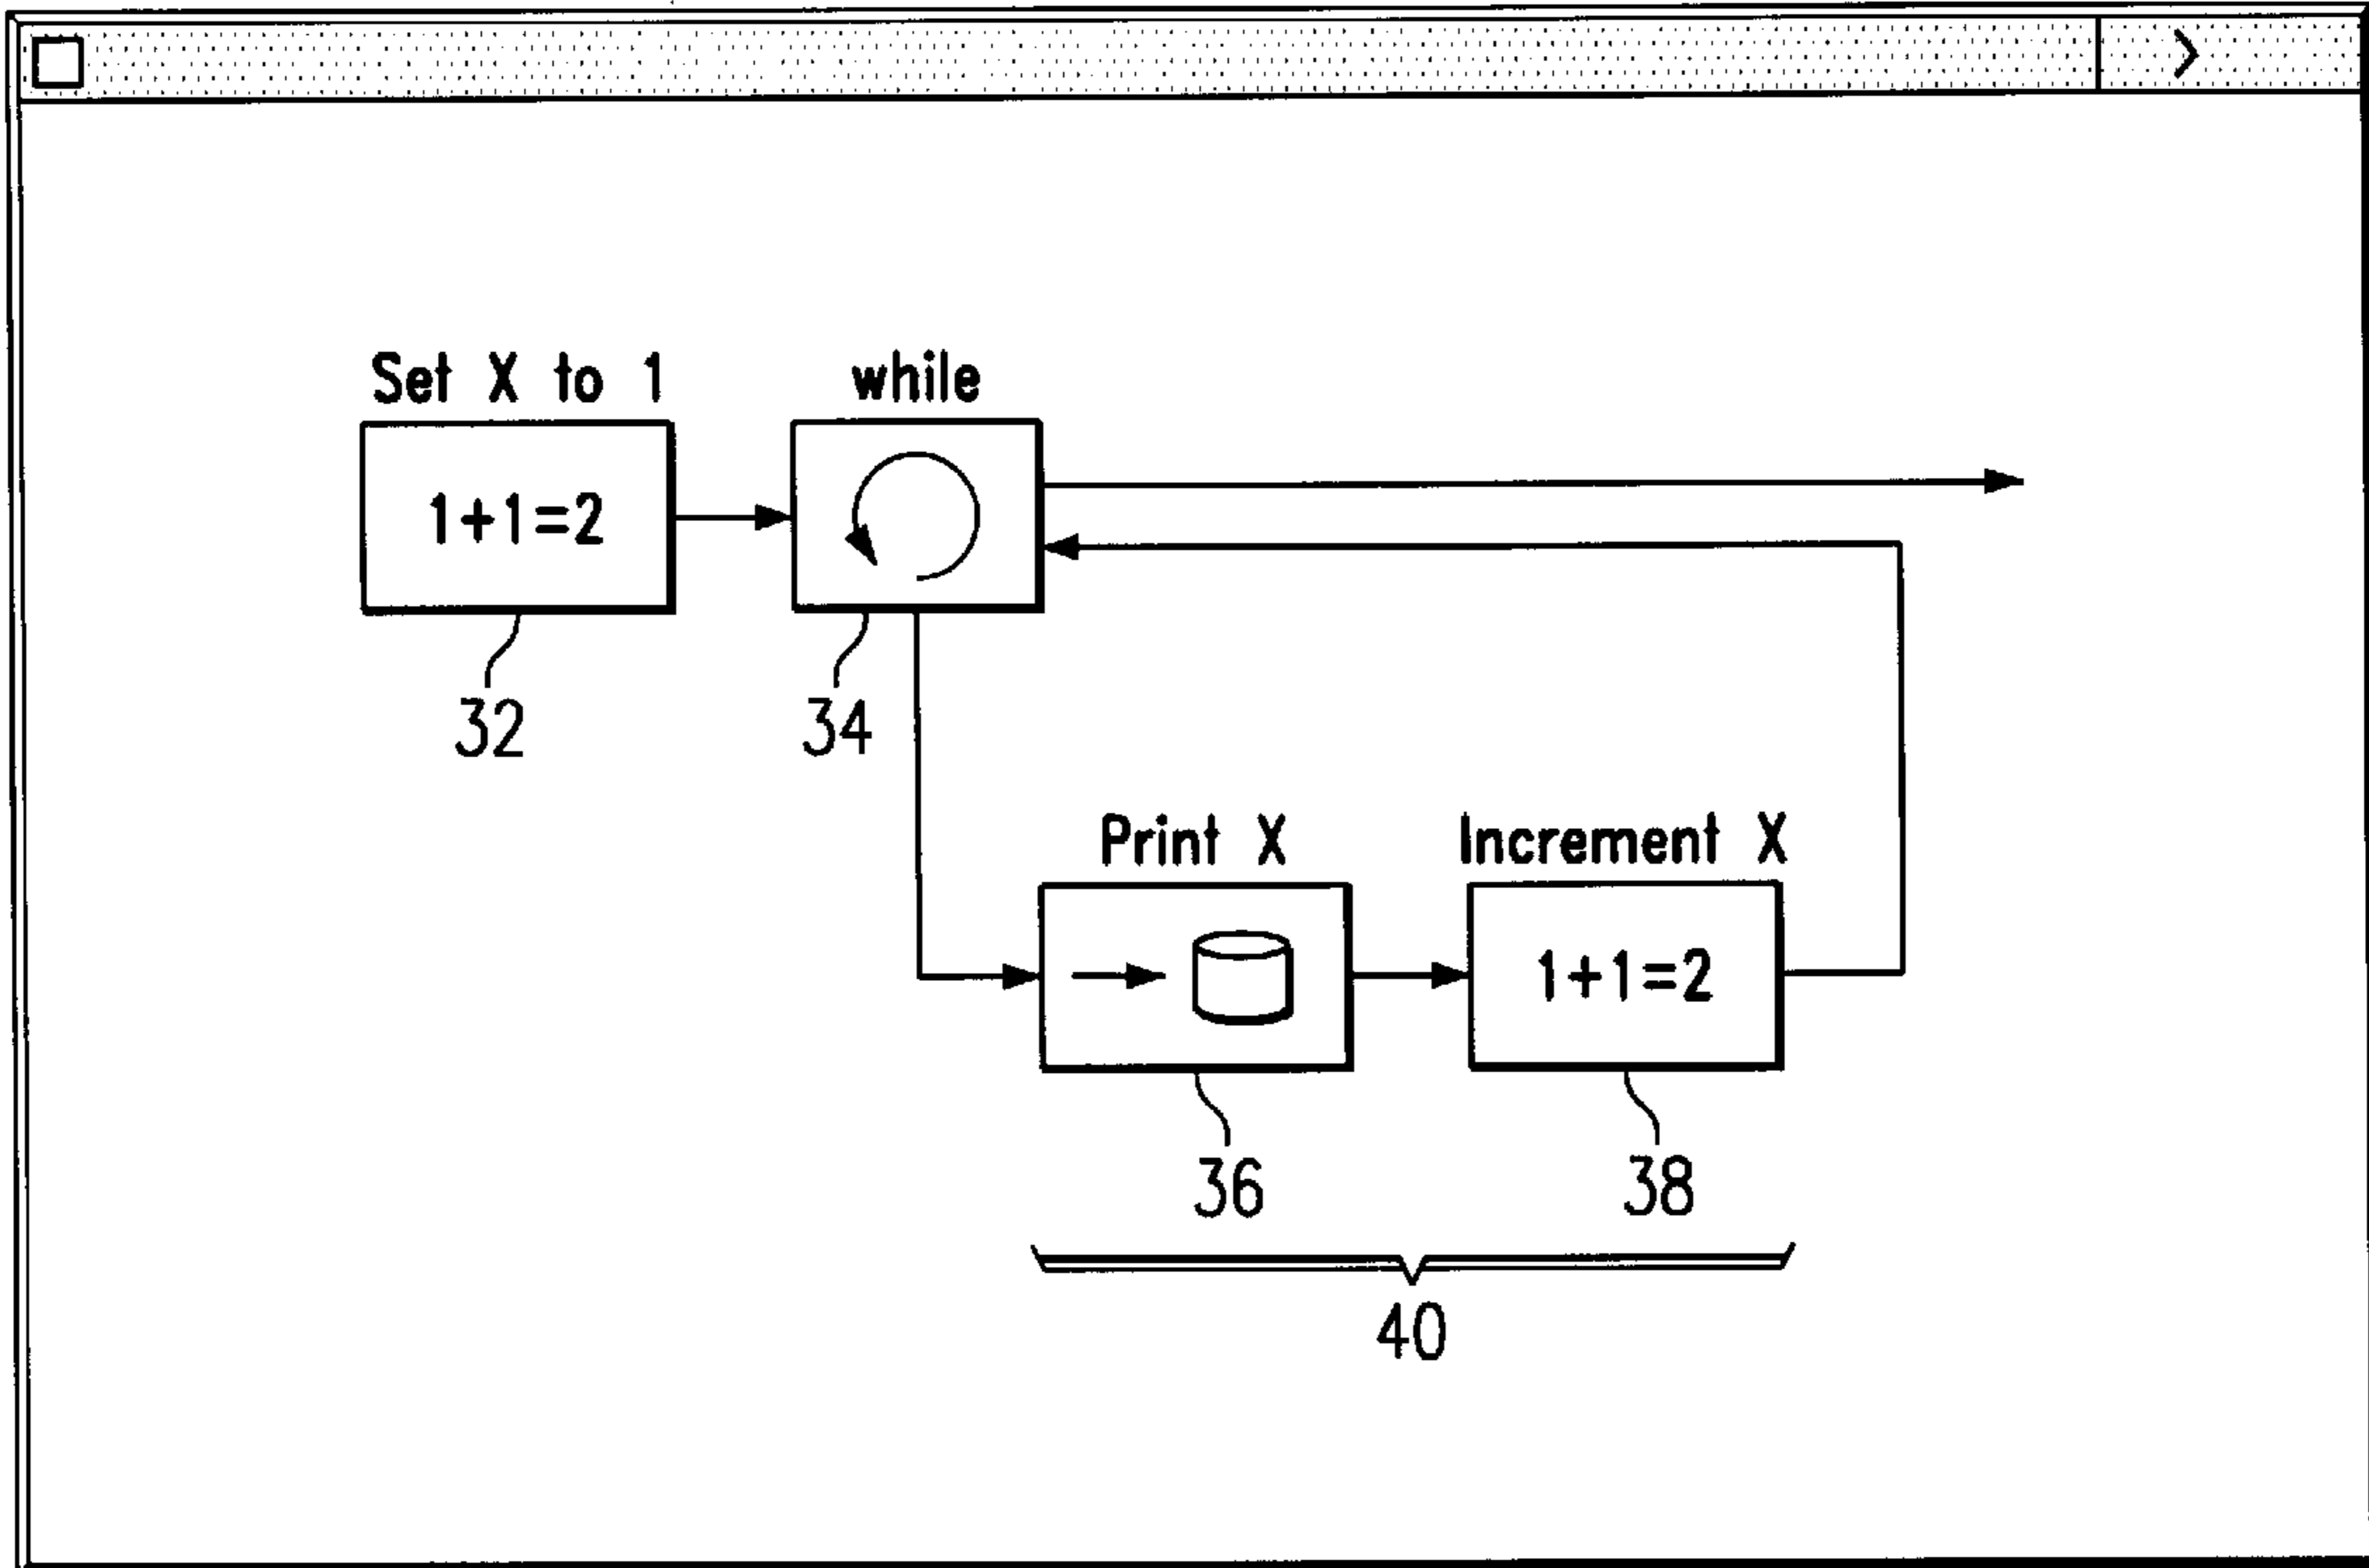 Set X to 1
while
1+1=2
32
34
Print X
Increment X
1+1=2
36
38
40